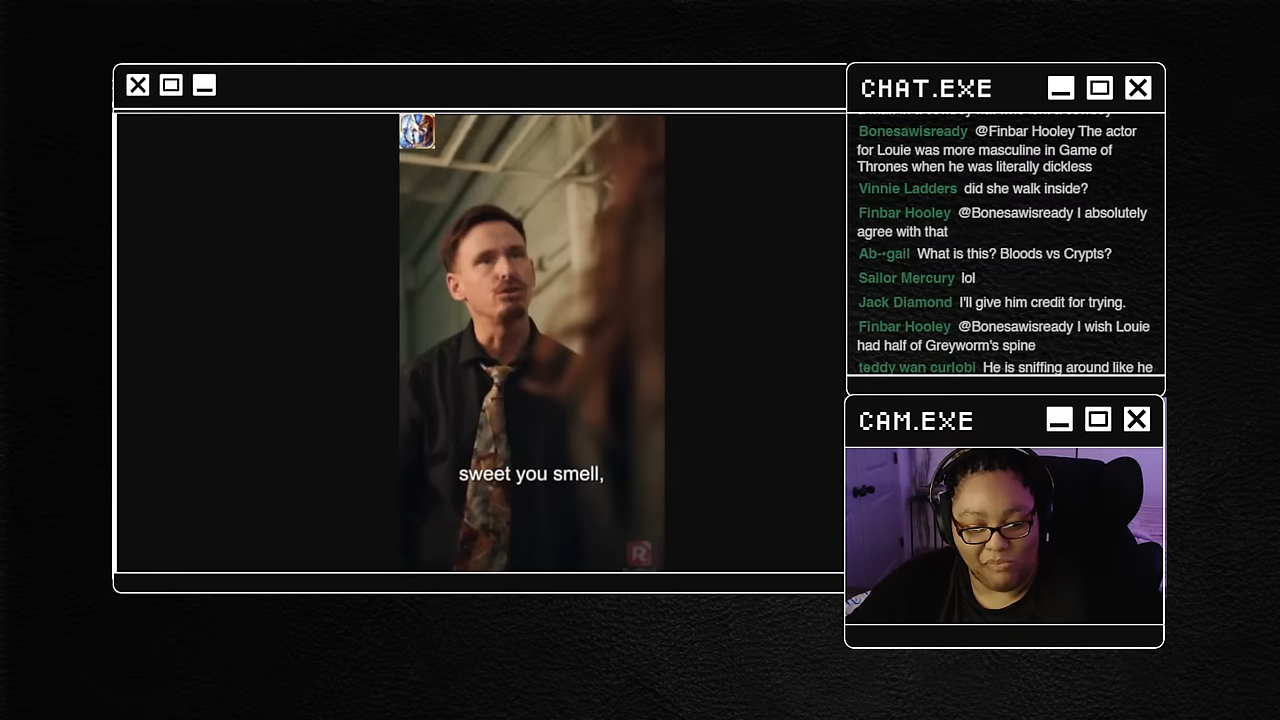 CHAT.EXE
Bonesawisready @Finbar Hooley The actor
for Louie was more masculine in Game of
Thrones when he was literally dickless
Vinnie Ladders did she walk inside?
Finbar Hooley @Bonesawisready I absolutely
agree with that
Ab-•gail What is this? Bloods vs Crypts?
Sailor Mercury lol
Jack Diamond I'll give him credit for trying.
Finbar Hooley @Bonesawisready I wish Louie
had half of Greyworm's spine
teddy wan curlobi He is sniffing around like he
sweet you smell,
R
CAM.EXE